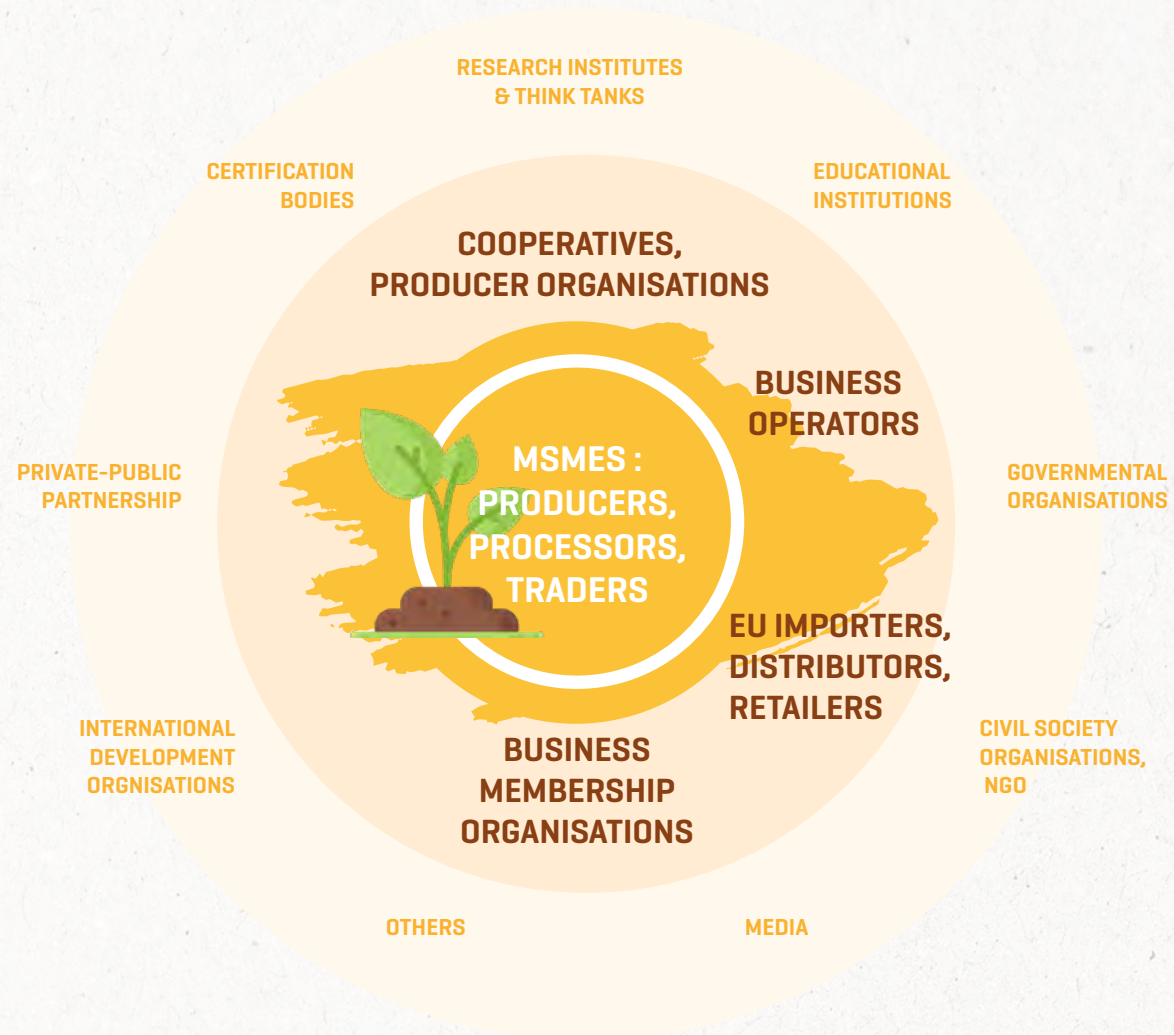 RESEARCH INSTITUTES
& THINK TANKS
CERTIFICATION
BODIES
EDUCATIONAL
INSTITUTIONS
COOPERATIVES,
PRODUCER ORGANISATIONS
BUSINESS
OPERATORS
MSMES :
PRODUCERS,
PROCESSORS,
TRADERS
PRIVATE-PUBLIC
PARTNERSHIP
GOVERNMENTAL
ORGANISATIONS
EU IMPORTERS,
DISTRIBUTORS,
RETAILERS
INTERNATIONAL
DEVELOPMENT
ORGNISATIONS
CIVIL SOCIETY
ORGANISATIONS,
NGO
BUSINESS
MEMBERSHIP
ORGANISATIONS
OTHERS
MEDIA